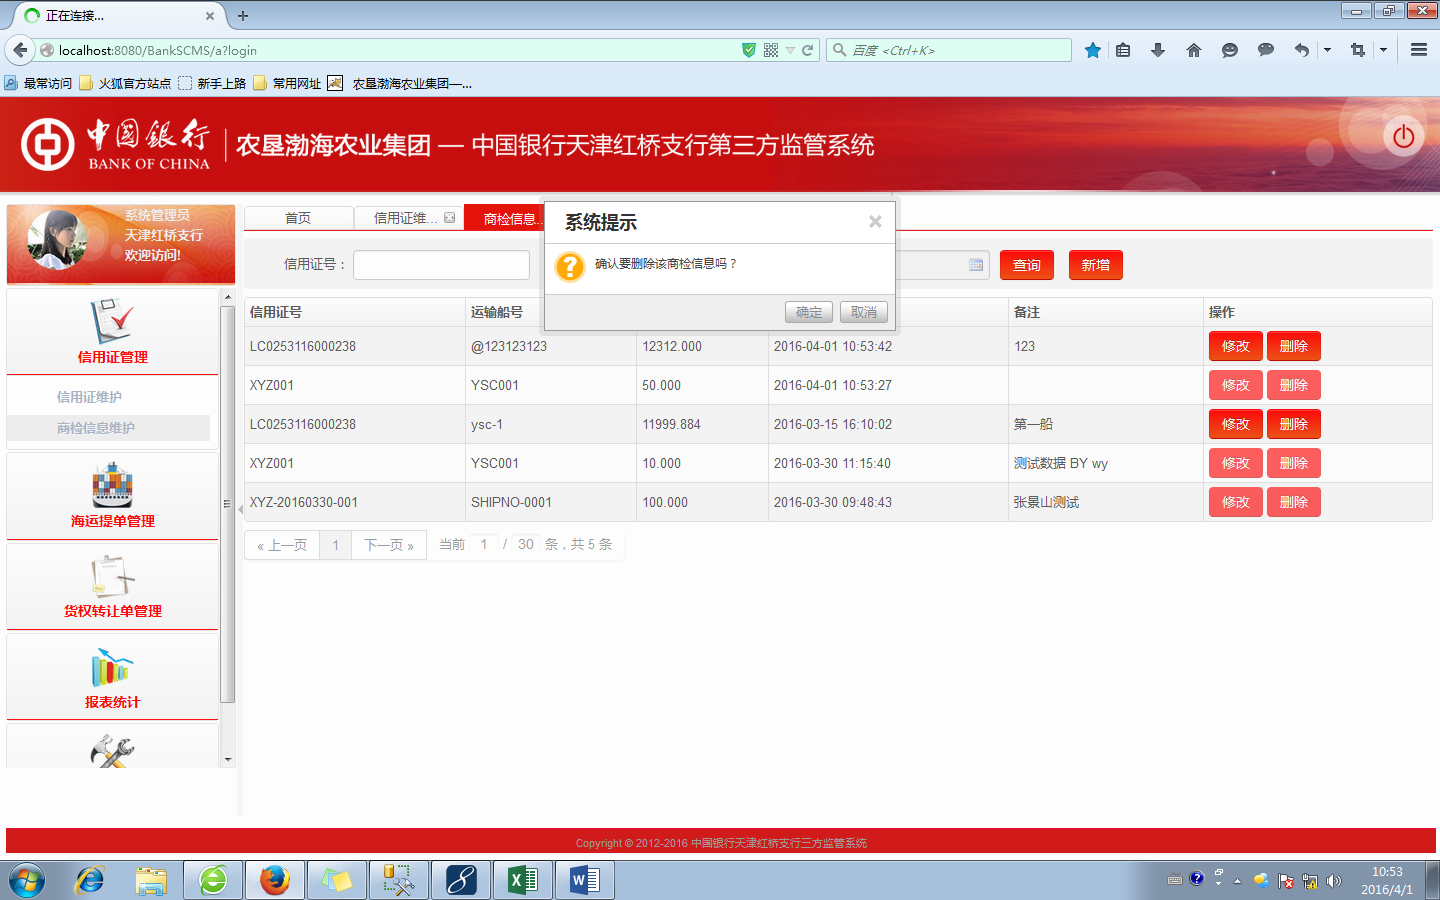 正在连接...
localhost:8080/BankSCMS/a?login
百度 <Ctrl+K>
最常访问 火狐官方站点 新手上路 常用网址 农垦渤海农业集团—...
中国银行 BANK OF CHINA
农垦渤海农业集团 — 中国银行天津红桥支行第三方监管系统
系统管理员
天津红桥支行
欢迎访问!
首页 信用证维... 商检信息...
系统提示
确认要删除该商检信息吗？
确定 取消
信用证号： 查询 新增
信用证号 运输船号 备注 操作
LC0253116000238 @123123123 12312.000 2016-04-01 10:53:42 123 修改 删除
XYZ001 YSC001 50.000 2016-04-01 10:53:27 修改 删除
LC0253116000238 ysc-1 11999.884 2016-03-15 16:10:02 第一船 修改 删除
XYZ001 YSC001 10.000 2016-03-30 11:15:40 测试数据 BY wy 修改 删除
XYZ-20160330-001 SHIPNO-0001 100.000 2016-03-30 09:48:43 张景山测试 修改 删除
« 上一页 1 下一页 » 当前 1 / 30 条，共 5 条
信用证管理
信用证维护
商检信息维护
海运提单管理
货权转让单管理
报表统计
Copyright © 2012-2016 中国银行天津红桥支行三方监管系统
10:53
2016/4/1